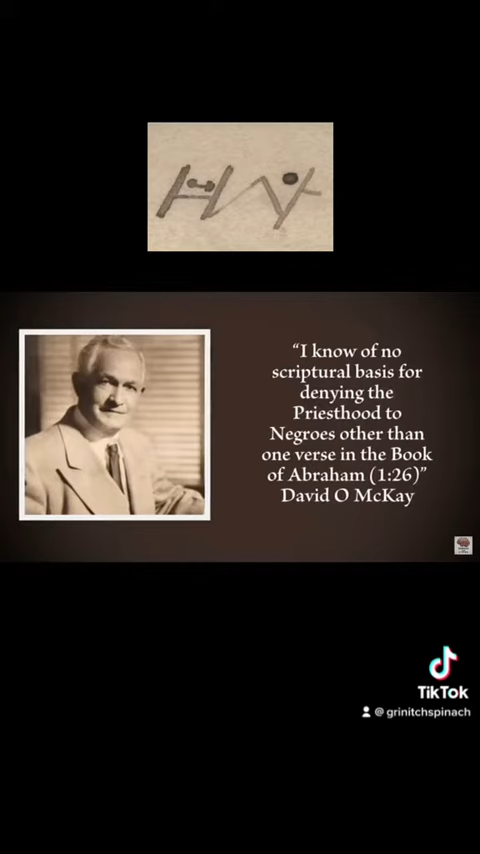 “I know of no
scriptural basis for
denying the
Priesthood to
Negroes other than
one verse in the Book
of Abraham (1:26)”
David O McKay
TikTok
@ grinitchspinach